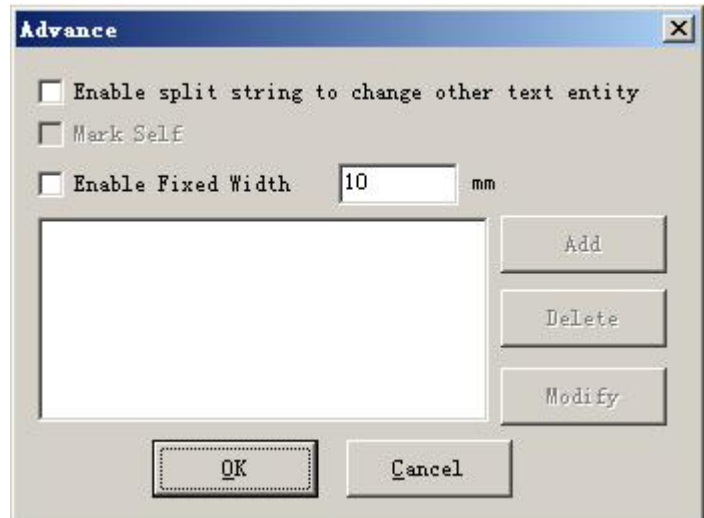 Advance
Enable split string to change other text entity
Mark Self
Enable Fixed Width 10 mm
Add
Delete
Modify
OK Cancel